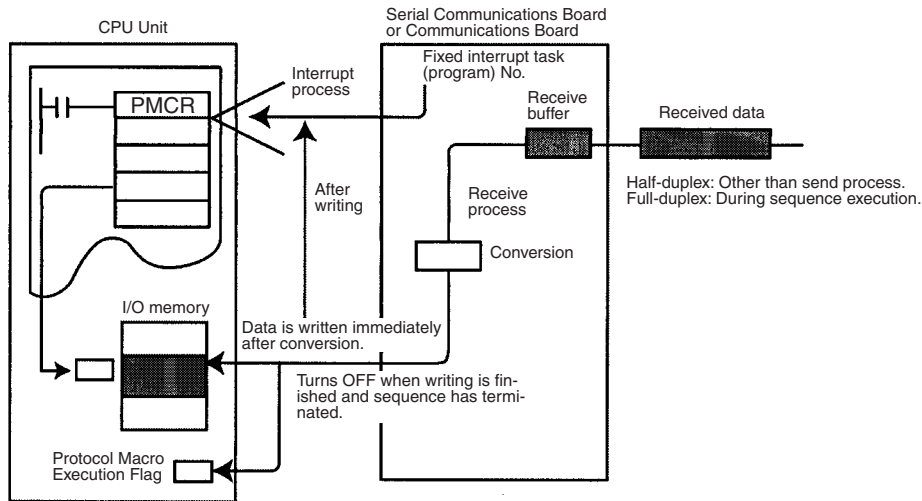 CPU Unit
Serial Communications Board
or Communications Board
Fixed interrupt task
(program) No.
Interrupt
process
PMCR
Receive
buffer
Received data
After
writing
Receive
process
Half-duplex: Other than send process.
Full-duplex: During sequence execution.
Conversion
I/O memory
Data is written immediately
after conversion.
Turns OFF when writing is fin-
ished and sequence has termi-
nated.
Protocol Macro
Execution Flag